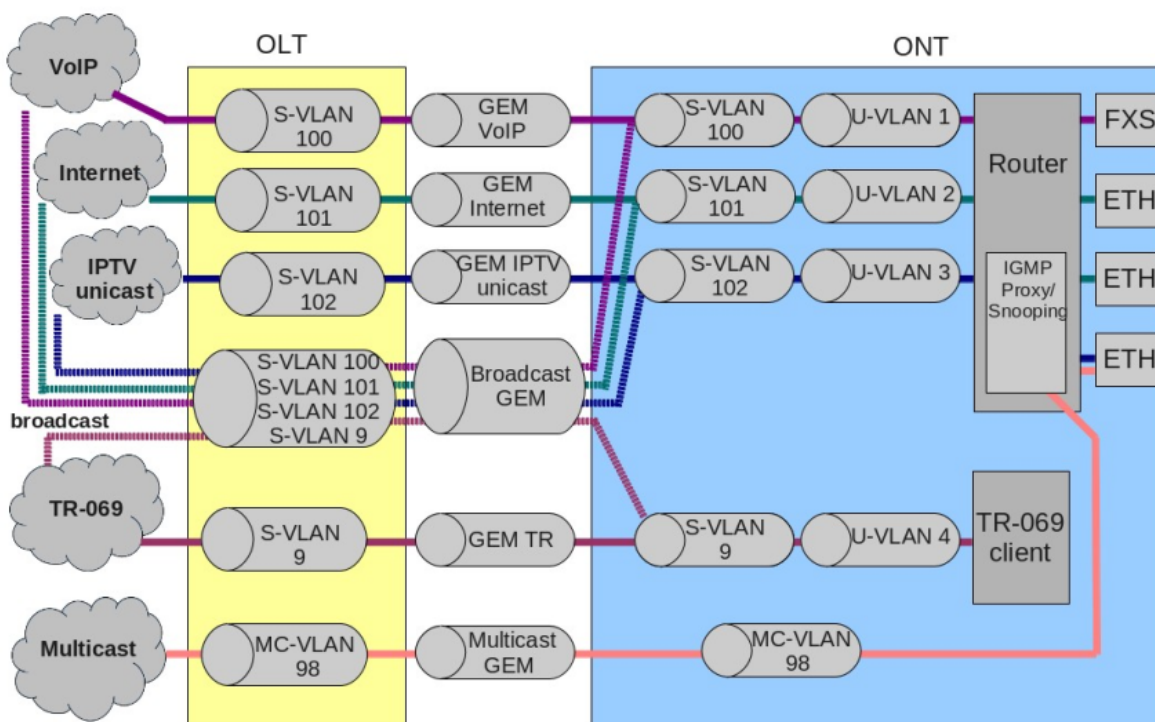 OLT
ONT
VoIP
S-VLAN
100
GEM
VoIP
S-VLAN
100
U-VLAN 1
FXS
Router
Internet
S-VLAN
101
GEM
Internet
S-VLAN
101
U-VLAN 2
ETH
IPTV
unicast
S-VLAN
102
GEM IPTV
unicast
S-VLAN
102
U-VLAN 3
IGMP
Proxy/
Snooping
ETH
ETH
S-VLAN 100
S-VLAN 101
S-VLAN 102
S-VLAN 9
Broadcast
GEM
broadcast
TR-069
S-VLAN
9
GEM TR
S-VLAN
9
U-VLAN 4
TR-069
client
Multicast
MC-VLAN
98
Multicast
GEM
MC-VLAN
98